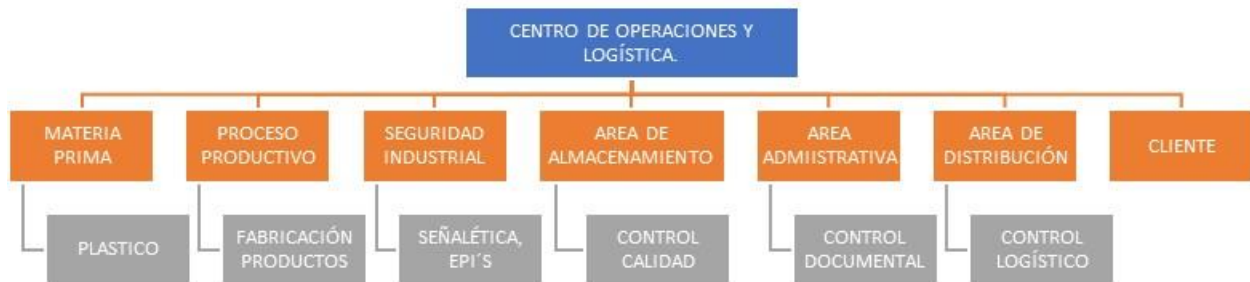 CENTRO DE OPERACIONES Y
LOGÍSTICA.
MATERIA
PRIMA
PROCESO
PRODUCTIVO
SEGURIDAD
INDUSTRIAL
AREA DE
ALMACENAMIENTO
AREA
ADMIISTRATIVA
AREA DE
DISTRIBUCIÓN
CLIENTE
PLASTICO
FABRICACIÓN
PRODUCTOS
SEÑALÉTICA,
EPI´S
CONTROL
CALIDAD
CONTROL
DOCUMENTAL
CONTROL
LOGÍSTICO